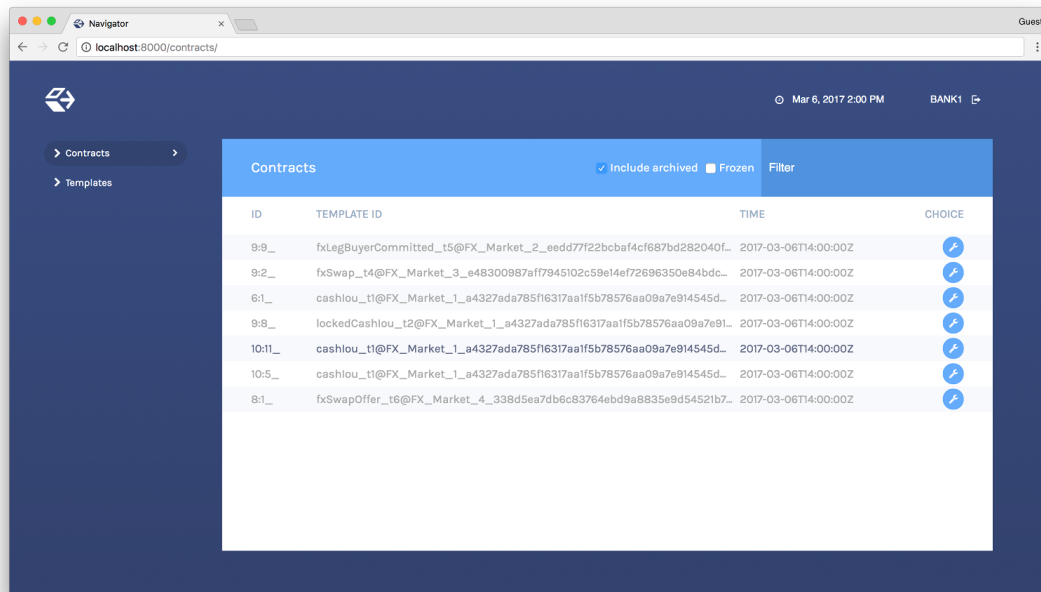 Navigator
Guest
localhost:8000/contracts/
Mar 6, 2017 2:00 PM BANK1
Contracts
Templates
Contracts Include archived Frozen Filter
ID TEMPLATE ID TIME CHOICE
9:9_ fxLegBuyerCommitted_t5@FX_Market_2_eedd77f22bcbaf4cf687bd282040f... 2017-03-06T14:00:00Z
9:2_ fxSwap_t4@FX_Market_3_e48300987aff7945102c59e14ef72696350e84bdc... 2017-03-06T14:00:00Z
6:1_ cashIou_t1@FX_Market_1_a4327ada785f16317aa1f5b78576aa09a7e914545d... 2017-03-06T14:00:00Z
9:8_ lockedCashIou_t2@FX_Market_1_a4327ada785f16317aa1f5b78576aa09a7e91... 2017-03-06T14:00:00Z
10:11_ cashIou_t1@FX_Market_1_a4327ada785f16317aa1f5b78576aa09a7e914545d... 2017-03-06T14:00:00Z
10:5_ cashIou_t1@FX_Market_1_a4327ada785f16317aa1f5b78576aa09a7e914545d... 2017-03-06T14:00:00Z
8:1_ fxSwapOffer_t6@FX_Market_4_338d5ea7db6c83764ebd9a8835e9d54521b7... 2017-03-06T14:00:00Z